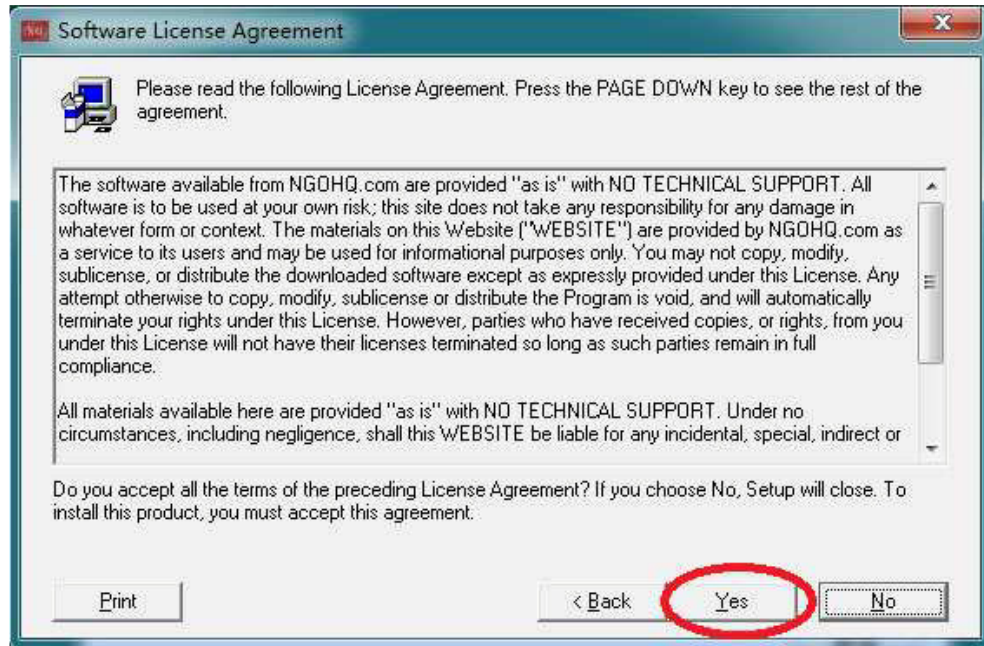 Software License Agreement
Please read the following License Agreement. Press the PAGE DOWN key to see the rest of the
agreement.
The software available from NGOHQ.com are provided "as is" with NO TECHNICAL SUPPORT. All
software is to be used at your own risk; this site does not take any responsibility for any damage in
whatever form or context. The materials on this Website ("WEBSITE") are provided by NGOHQ.com as
a service to its users and may be used for informational purposes only. You may not copy, modify,
sublicense, or distribute the downloaded software except as expressly provided under this License. Any
attempt otherwise to copy, modify, sublicense or distribute the Program is void, and will automatically
terminate your rights under this License. However, parties who have received copies, or rights, from you
under this License will not have their licenses terminated so long as such parties remain in full
compliance.
All materials available here are provided "as is" with NO TECHNICAL SUPPORT. Under no
circumstances, including negligence, shall this WEBSITE be liable for any incidental, special, indirect or
Do you accept all the terms of the preceding License Agreement? If you choose No, Setup will close. To
install this product, you must accept this agreement.
Print
< Back
Yes
No